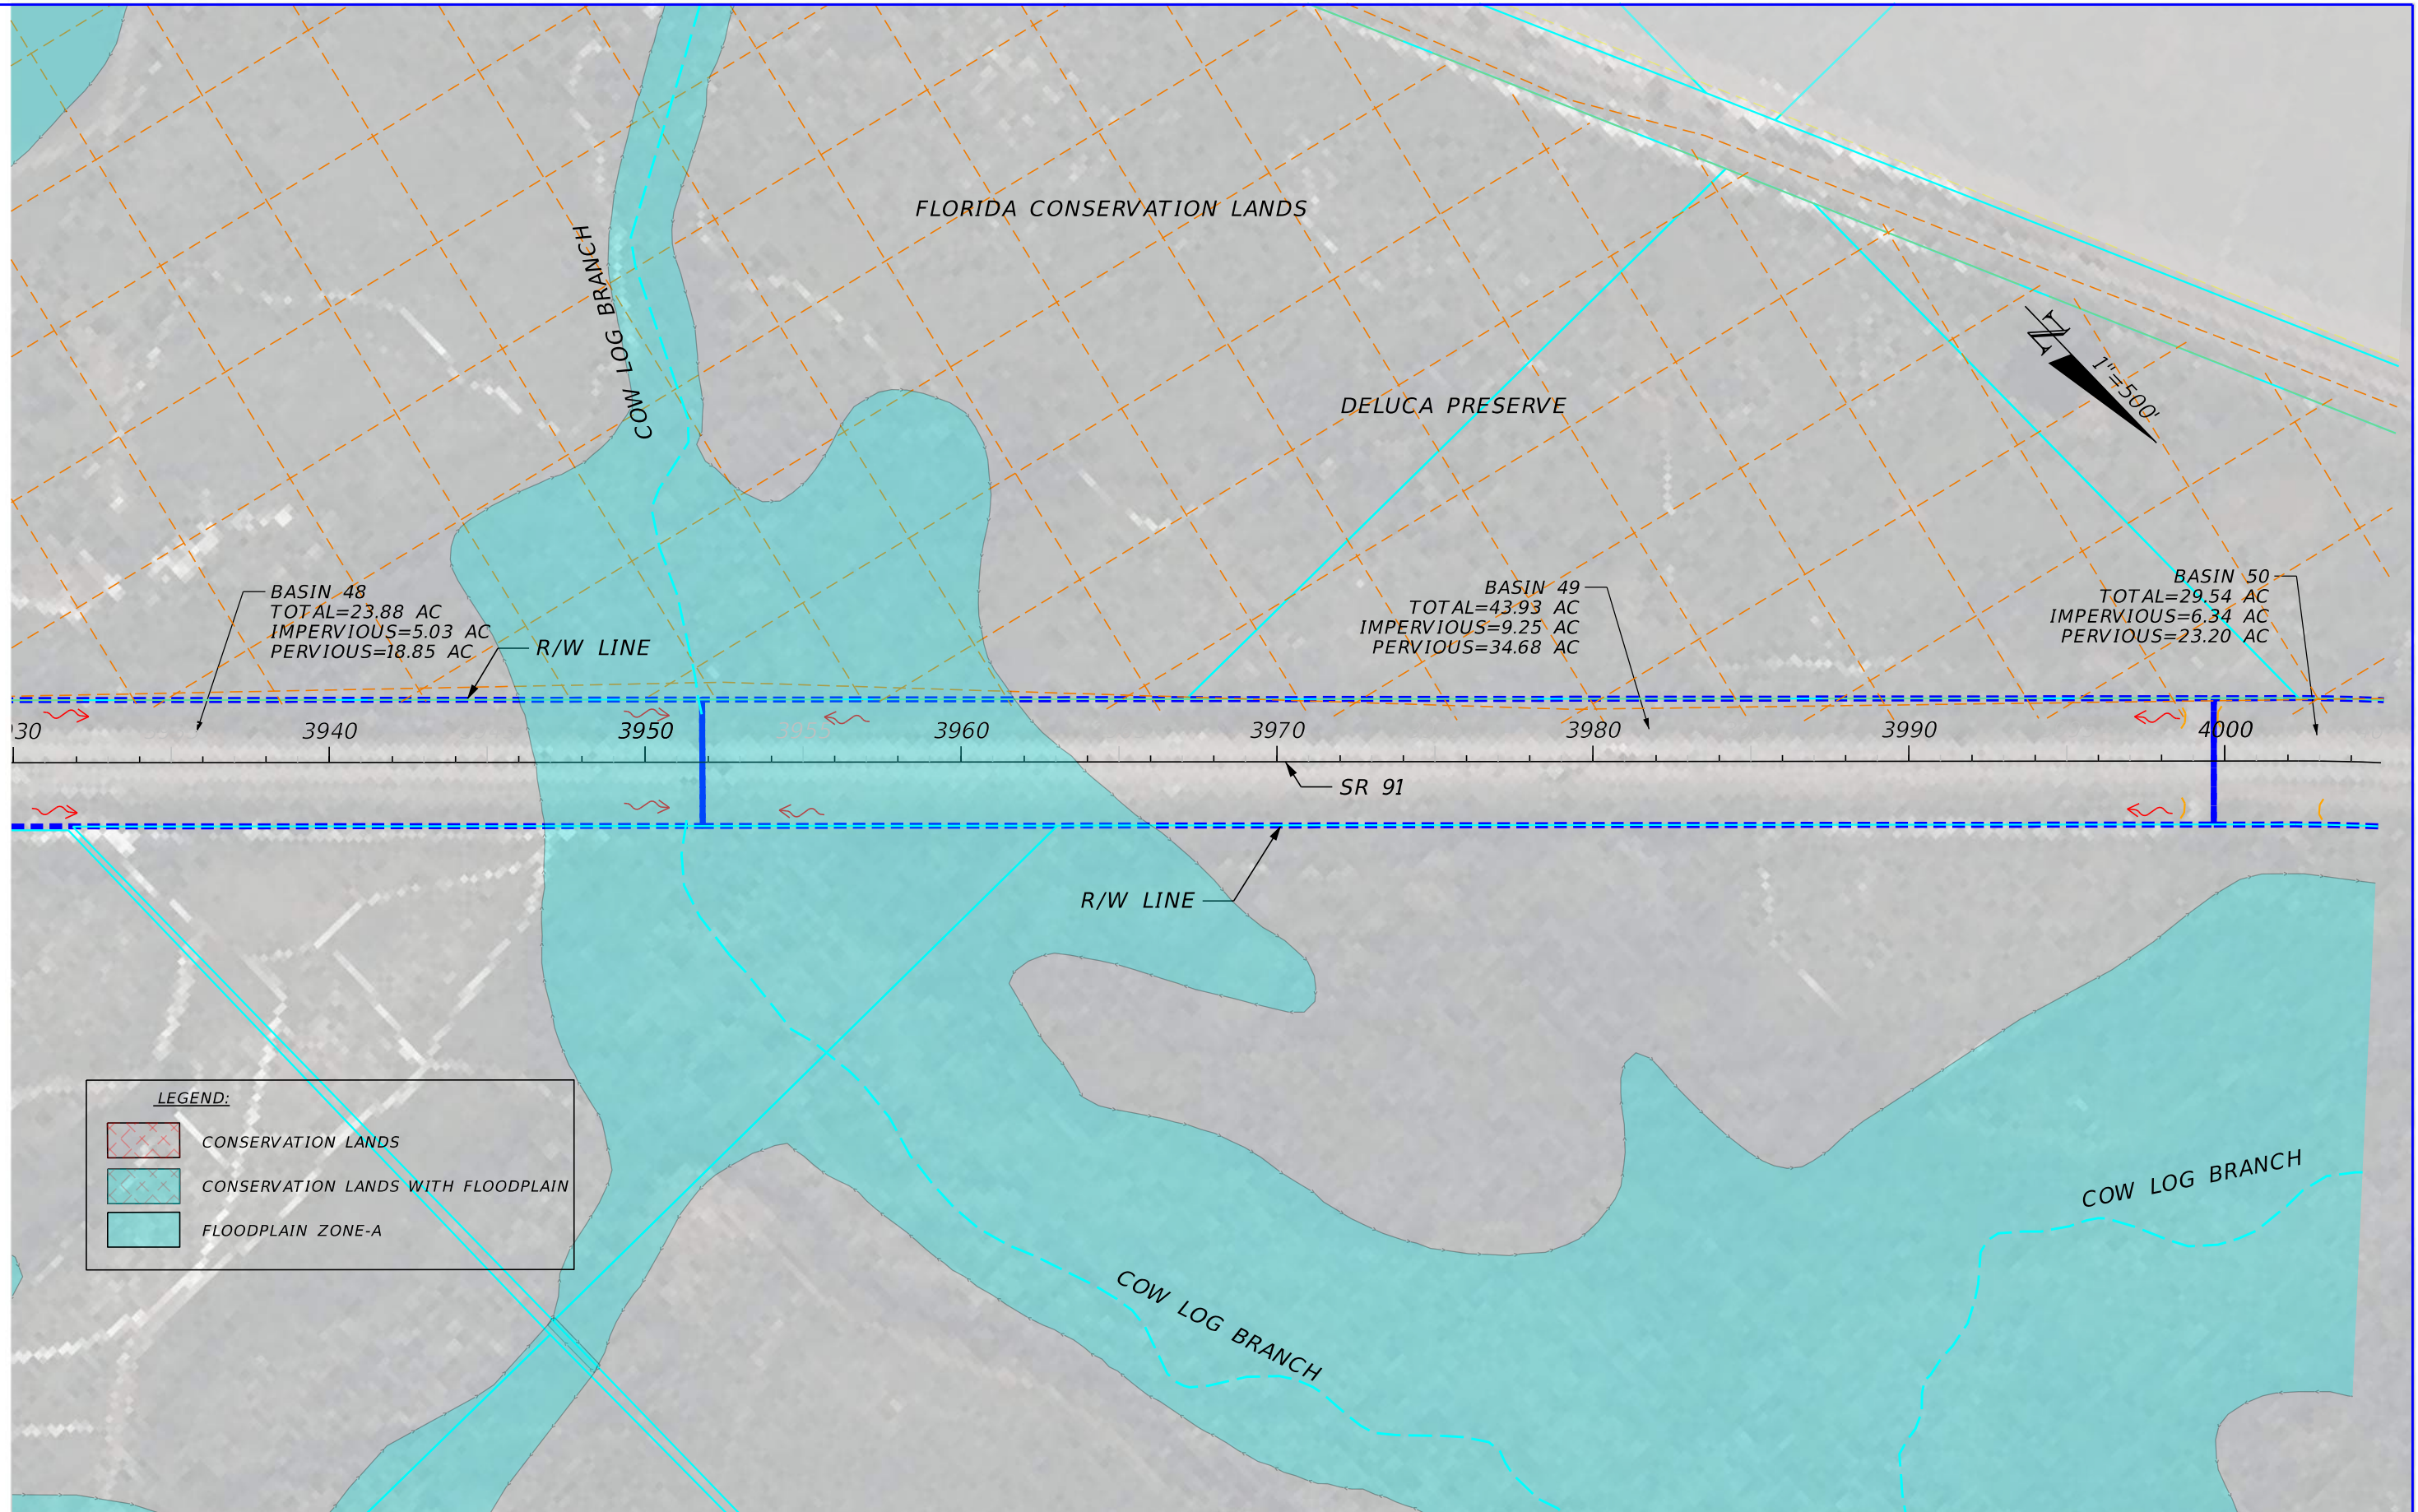 FLORIDA CONSERVATION LANDS
COW LOG BRANCH
N
1"=500'
DELUCA PRESERVE
BASIN 48
TOTAL=23.88 AC
IMPERVIOUS=5.03 AC
PERVIOUS=18.85 AC
R/W LINE
BASIN 49
TOTAL=43.93 AC
IMPERVIOUS=9.25 AC
PERVIOUS=34.68 AC
BASIN 50
TOTAL=29.54 AC
IMPERVIOUS=6.34 AC
PERVIOUS=23.20 AC
30 3940 3950 3955 3960 3970 3980 3990 4000
SR 91
R/W LINE
LEGEND:
CONSERVATION LANDS
CONSERVATION LANDS WITH FLOODPLAIN
FLOODPLAIN ZONE-A
COW LOG BRANCH
COW LOG BRANCH